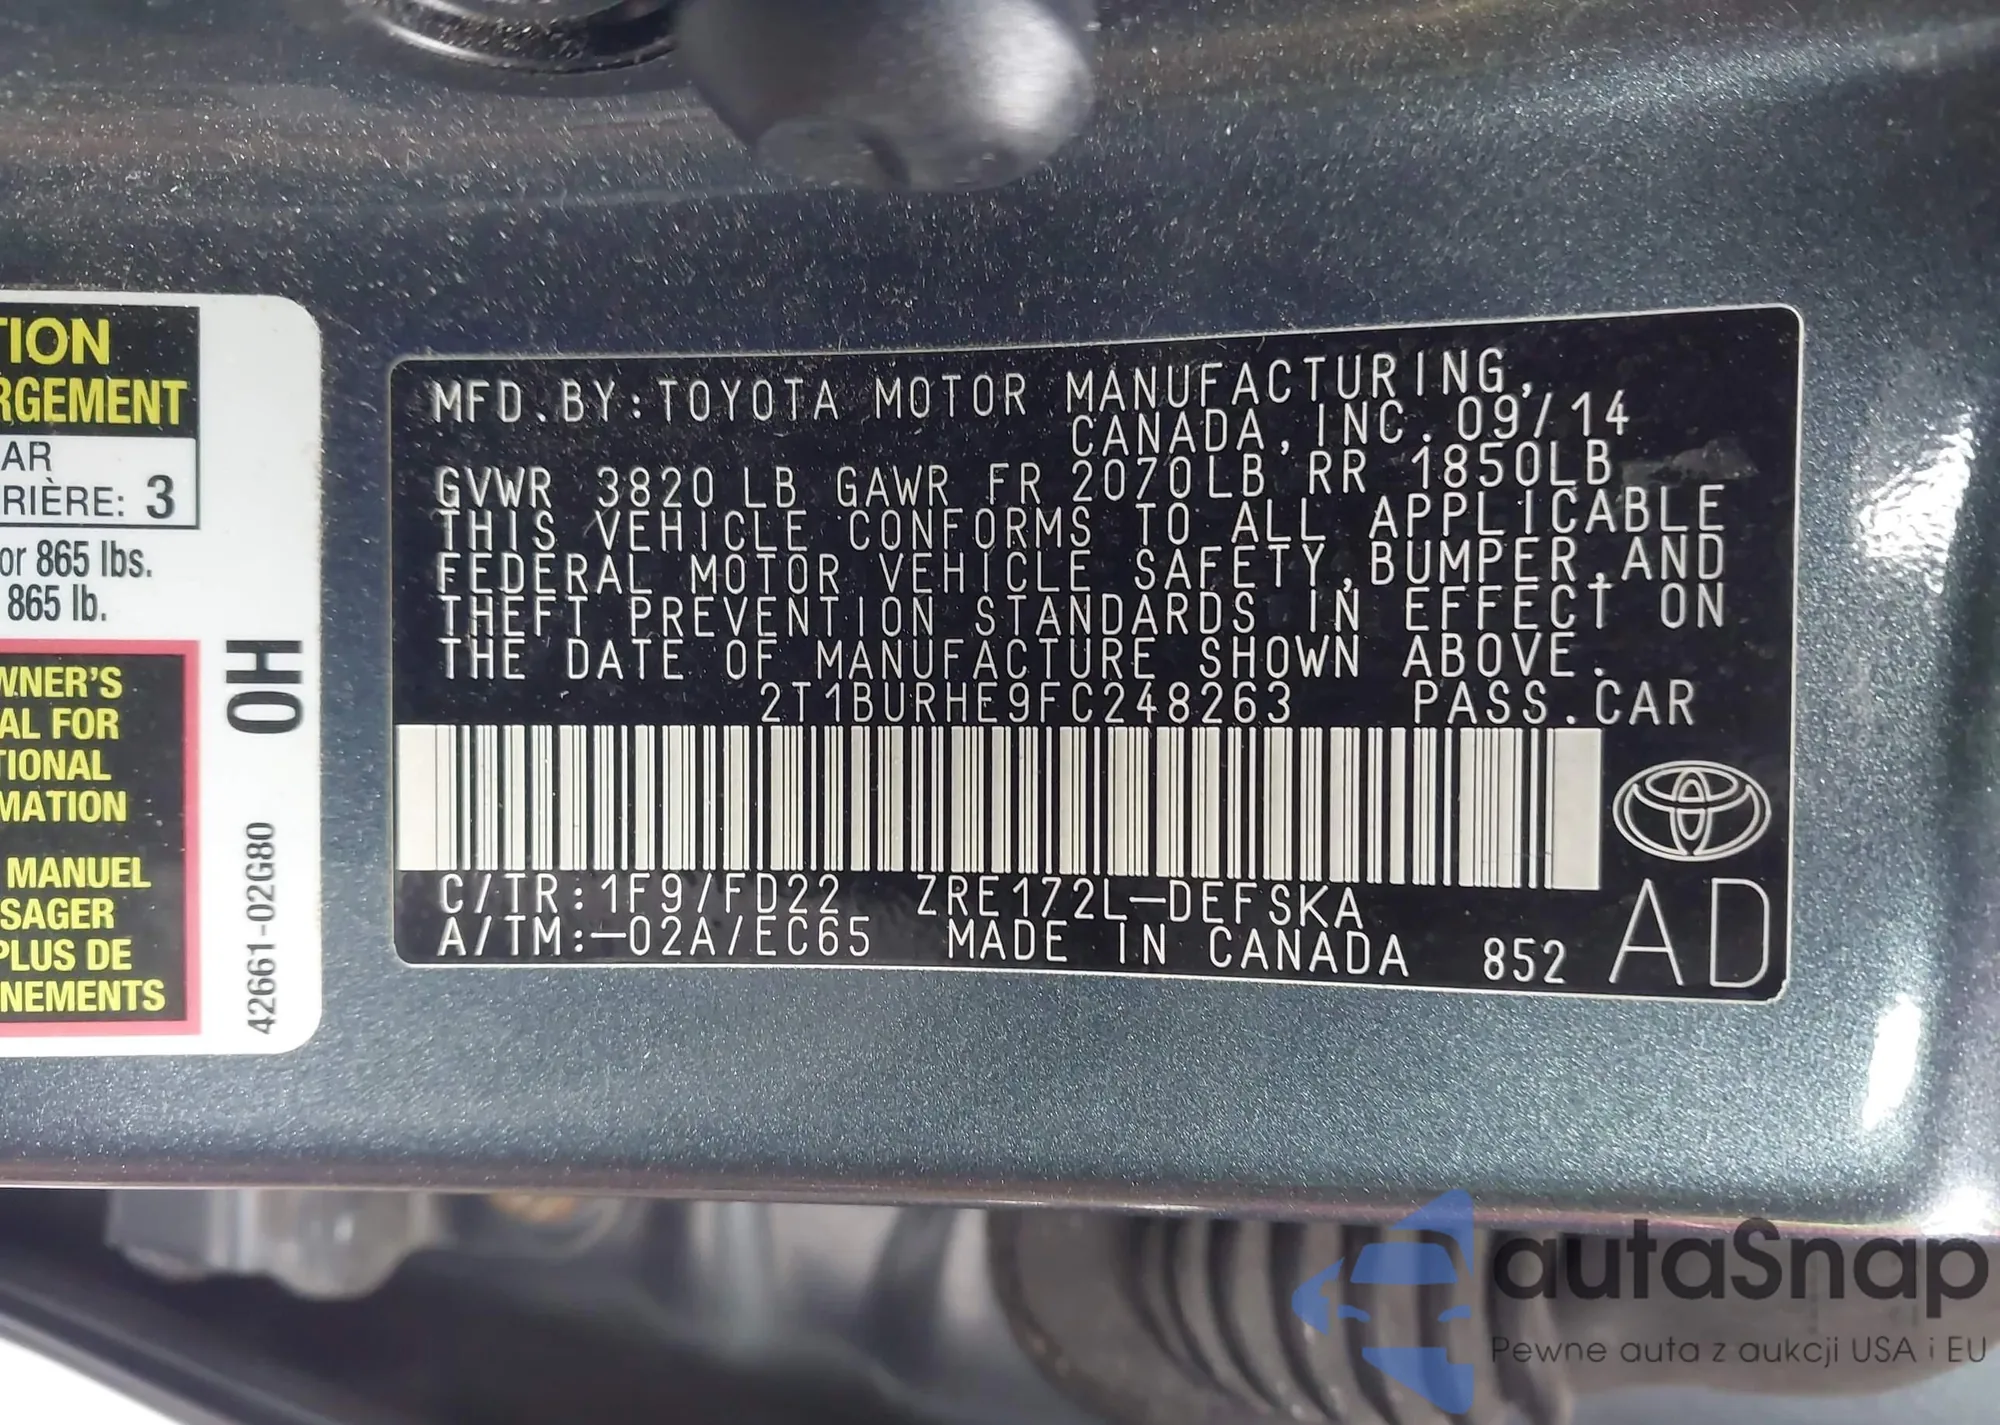 TION
RGEMENT
AR
RIÈRE: 3
or 865 lbs.
865 lb.
WNER'S
AL FOR
TIONAL
MATION
MANUEL
SAGER
PLUS DE
NEMENTS
OH
42661-02G80
MFD.BY:TOYOTA MOTOR MANUFACTURING,
CANADA, INC. 09/14
GVWR 3820 LB GAWR FR 2070LB RR 1850LB
THIS VEHICLE CONFORMS TO ALL APPLICABLE
FEDERAL MOTOR VEHICLE SAFETY, BUMPER, AND
THEFT PREVENTION STANDARDS IN EFFECT ON
THE DATE OF MANUFACTURE SHOWN ABOVE.
2T1BURHE9FC248263 PASS.CAR
C/TR:1F9/FD22 ZRE172L-DEFSKA
A/TM:-02A/EC65 MADE IN CANADA 852 AD
autaSnap
Pewne auta z aukcji USA i EU